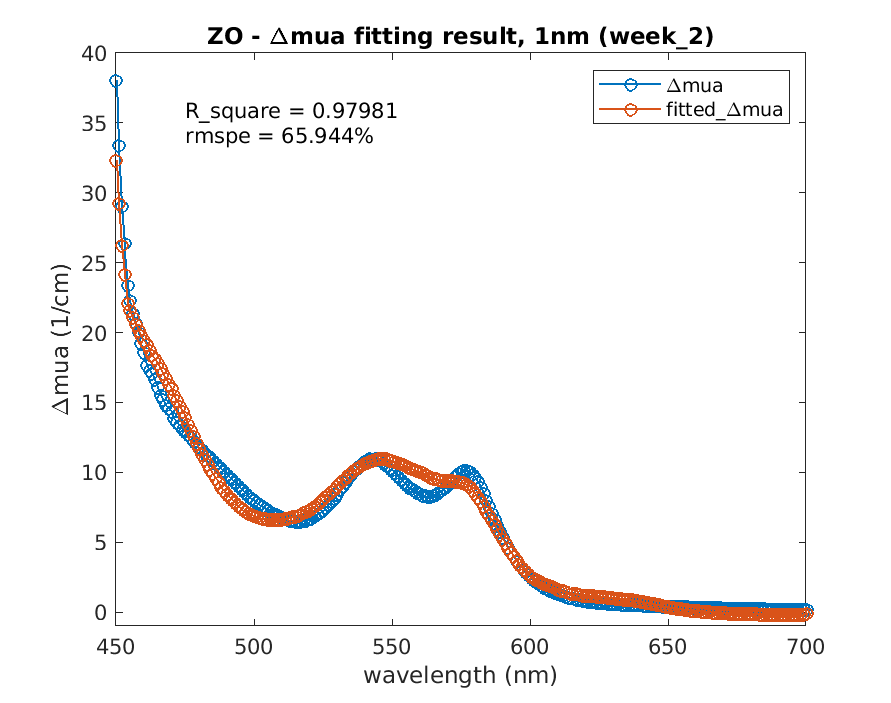 ZO - Δmua fitting result, 1nm (week_2)
R_square = 0.97981
rmspe = 65.944%
Δmua
fitted_Δmua
Δmua (1/cm)
40
35
30
25
20
15
10
5
0
450
500
550
600
650
700
wavelength (nm)